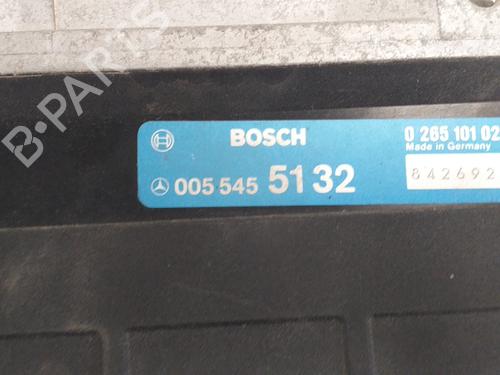 B-PARTS
BOSCH
0 265 101 02
Made in Germany
005 545 51 32
842692